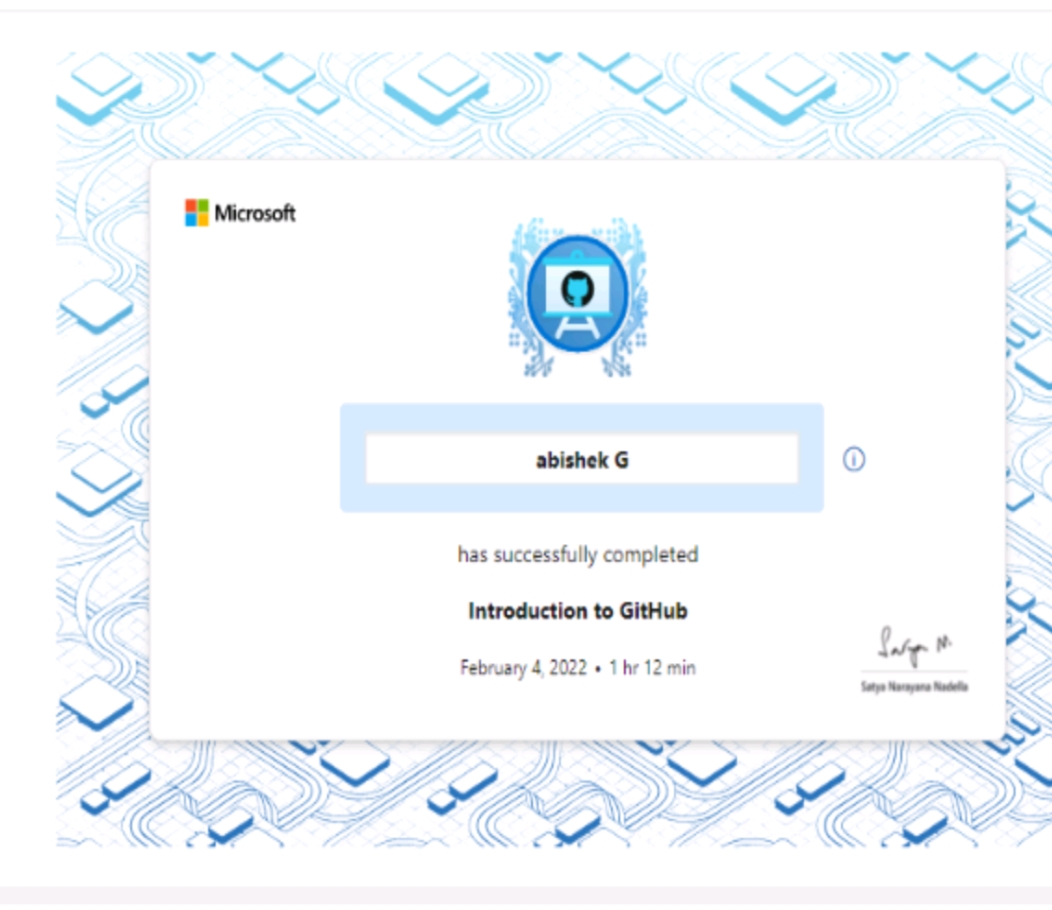 Microsoft
abishek G
has successfully completed
Introduction to GitHub
February 4, 2022 • 1 hr 12 min
Satya N.
Satya Narayana Nadella